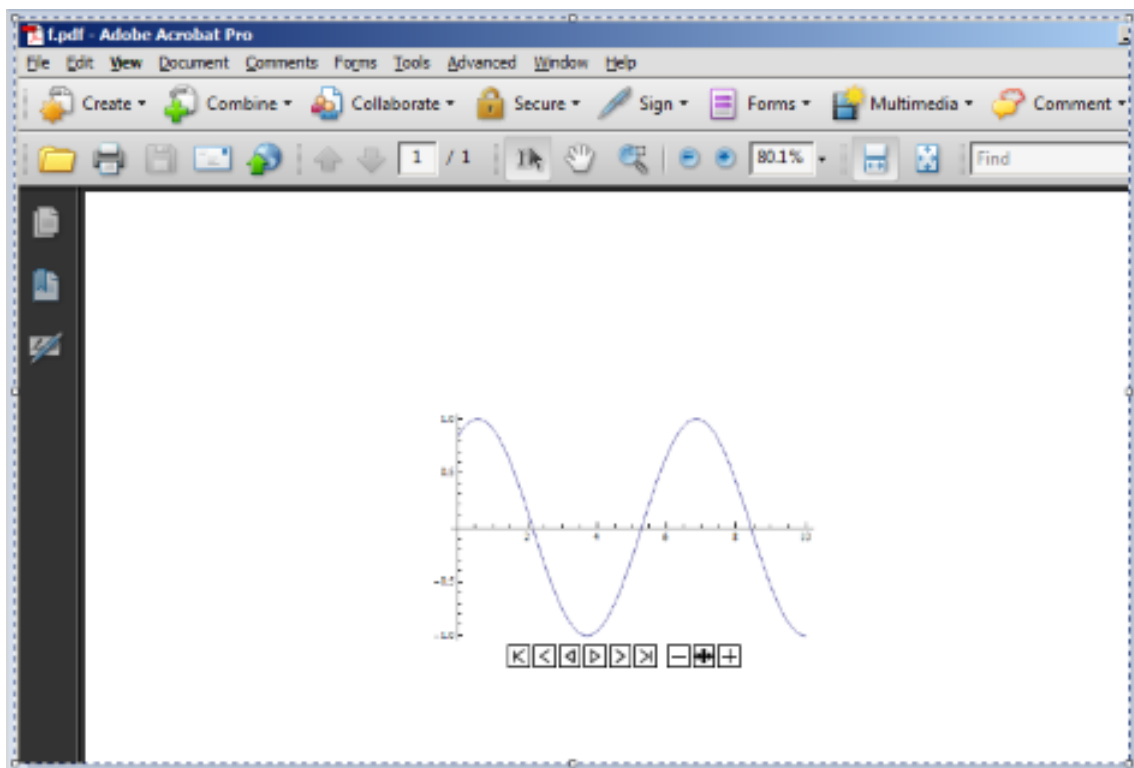 f.pdf - Adobe Acrobat Pro
File Edit View Document Comments Forms Tools Advanced Window Help
Create Combine Collaborate Secure Sign Forms Multimedia Comment
1 / 1 80.1% Find
1.0
0.5
2 4 6 8 10
-0.5
-1.0